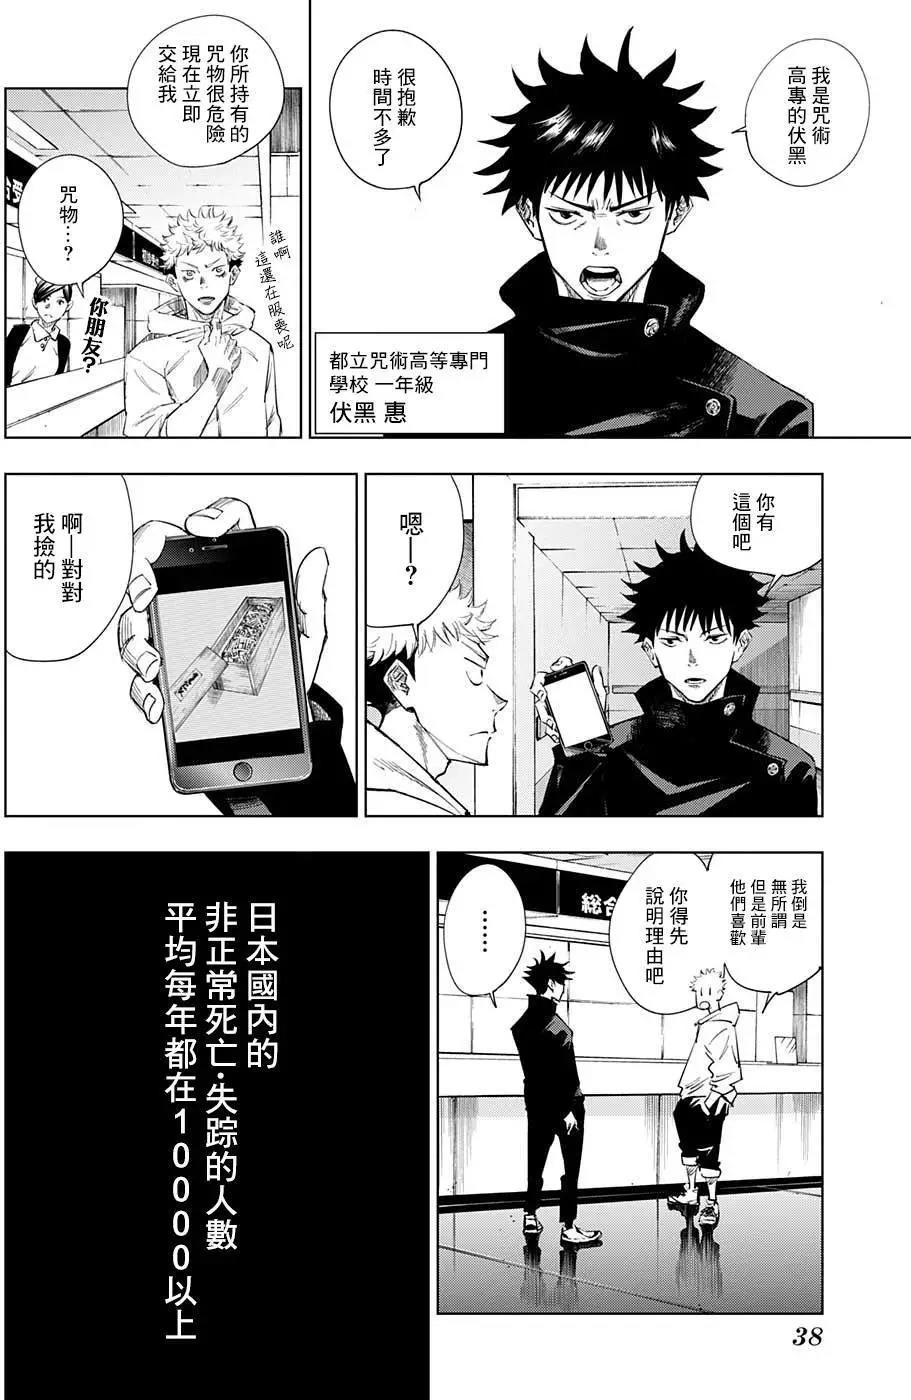 我是咒術
高專的伏黑
很抱歉
時間不多了
都立咒術高等專門
學校 一年級
伏黑 惠
你所持有的
咒物很危險
現在立即
交給我
誰啊
這還在服喪呢
咒物…?
你朋友?
你有
這個吧
嗯—?
啊—對對
我撿的
総合
我倒是
無所謂
但是前輩
他們喜歡
你得先
說明理由吧
……
日本國內的
非正常死亡・失踪的人數
平均每年都在10000以上
38